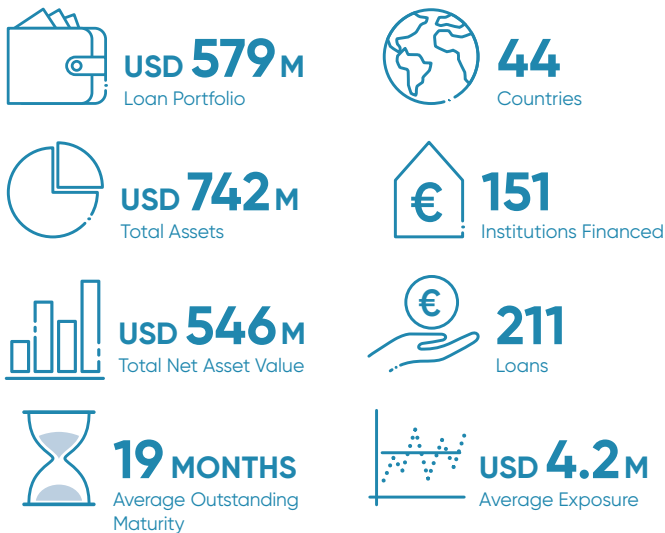 USD 579 M
Loan Portfolio
44
Countries
USD 742 M
Total Assets
€
151
Institutions Financed
USD 546 M
Total Net Asset Value
€
211
Loans
19 MONTHS
Average Outstanding
Maturity
USD 4.2 M
Average Exposure